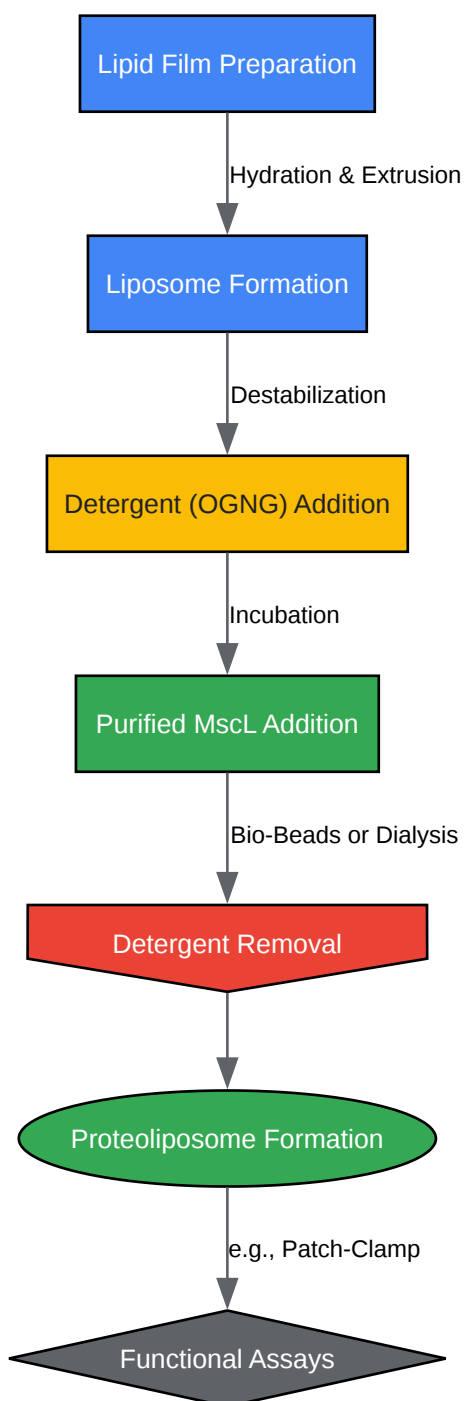 Lipid Film Preparation
Hydration & Extrusion
Liposome Formation
Destabilization
Detergent (OGNG) Addition
Incubation
Purified MscL Addition
Bio-Beads or Dialysis
Detergent Removal
Proteoliposome Formation
e.g., Patch-Clamp
Functional Assays